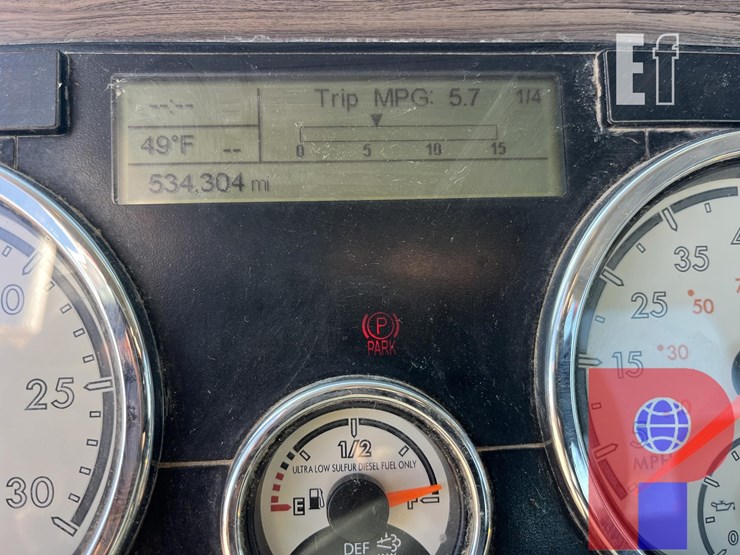 Ef
--:-- Trip MPG: 5.7 1/4
49°F --
0 5 10 15
534,304 mi
P
PARK
25
30
35
25
50
15
30
MPH
1/2
ULTRA LOW SULFUR DIESEL FUEL ONLY
E
DEF